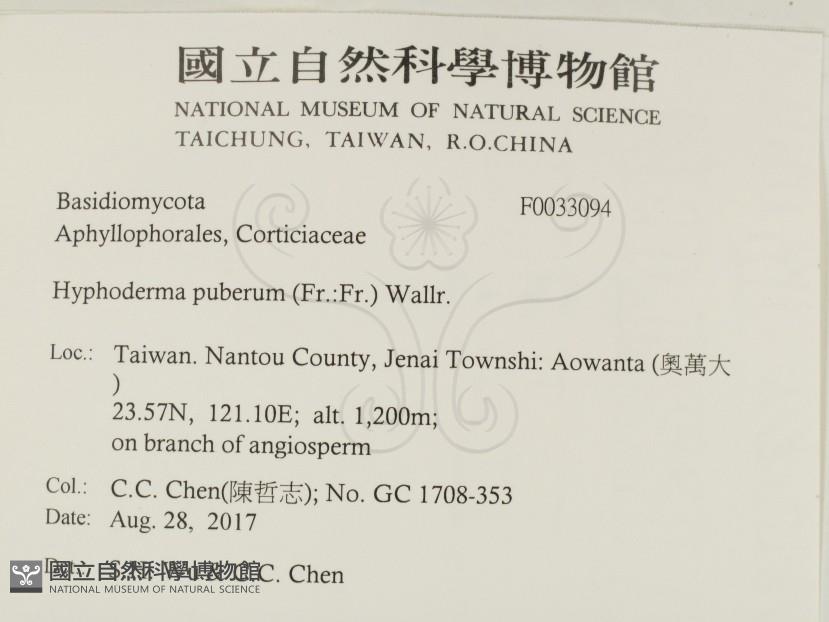 國立自然科學博物館
NATIONAL MUSEUM OF NATURAL SCIENCE
TAICHUNG, TAIWAN, R.O.CHINA
Basidiomycota F0033094
Aphyllophorales, Corticiaceae
Hyphoderma puberum (Fr.:Fr.) Wallr.
Loc.: Taiwan. Nantou County, Jenai Townshi: Aowanta (奧萬大
)
23.57N, 121.10E; alt. 1,200m;
on branch of angiosperm
Col.: C.C. Chen(陳哲志); No. GC 1708-353
Date: Aug. 28, 2017
C. Chen
國立自然科學博物館
NATIONAL MUSEUM OF NATURAL SCIENCE